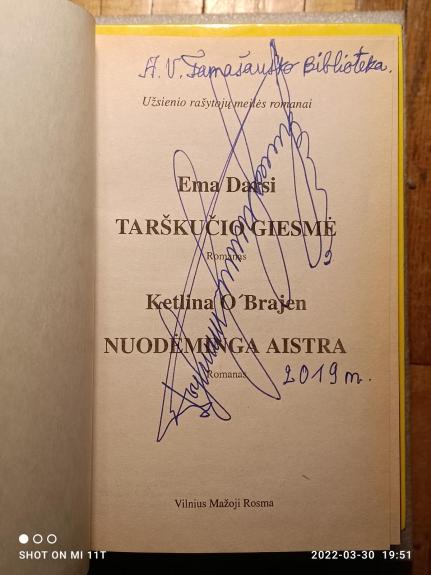 A. V. Tamašausko Biblioteka.
Užsienio rašytojų meilės romanai
Ema Darsi
TARŠKUČIO GIESMĖ
Romanas
Ketlina O´Brajen
NUODĖMINGA AISTRA
Romanas
2019 m.
Vilnius Mažoji Rosma
SHOT ON MI 11T
2022-03-30 19:51